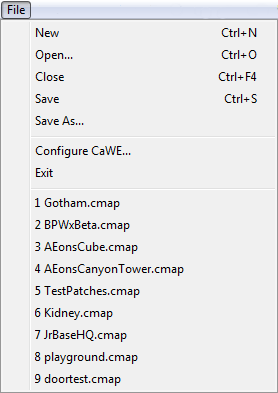 File
New Ctrl+N
Open... Ctrl+O
Close Ctrl+F4
Save Ctrl+S
Save As...
Configure CaWE...
Exit
1 Gotham.cmap
2 BPWxBeta.cmap
3 AEonsCube.cmap
4 AEonsCanyonTower.cmap
5 TestPatches.cmap
6 Kidney.cmap
7 JrBaseHQ.cmap
8 playground.cmap
9 doortest.cmap